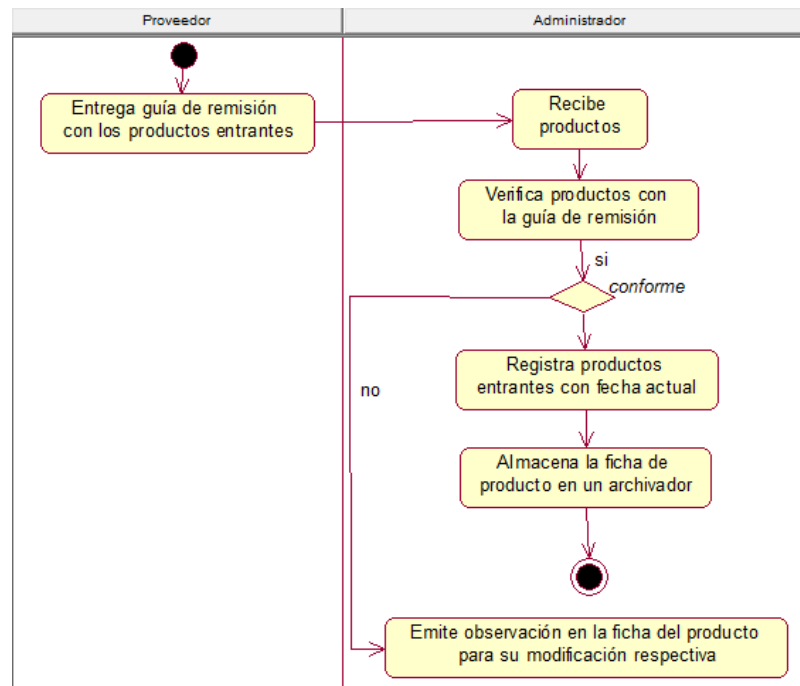 Proveedor
Administrador
Entrega guía de remisión
con los productos entrantes
Recibe
productos
Verifica productos con
la guía de remisión
si
conforme
Registra productos
entrantes con fecha actual
no
Almacena la ficha de
producto en un archivador
Emite observación en la ficha del producto
para su modificación respectiva